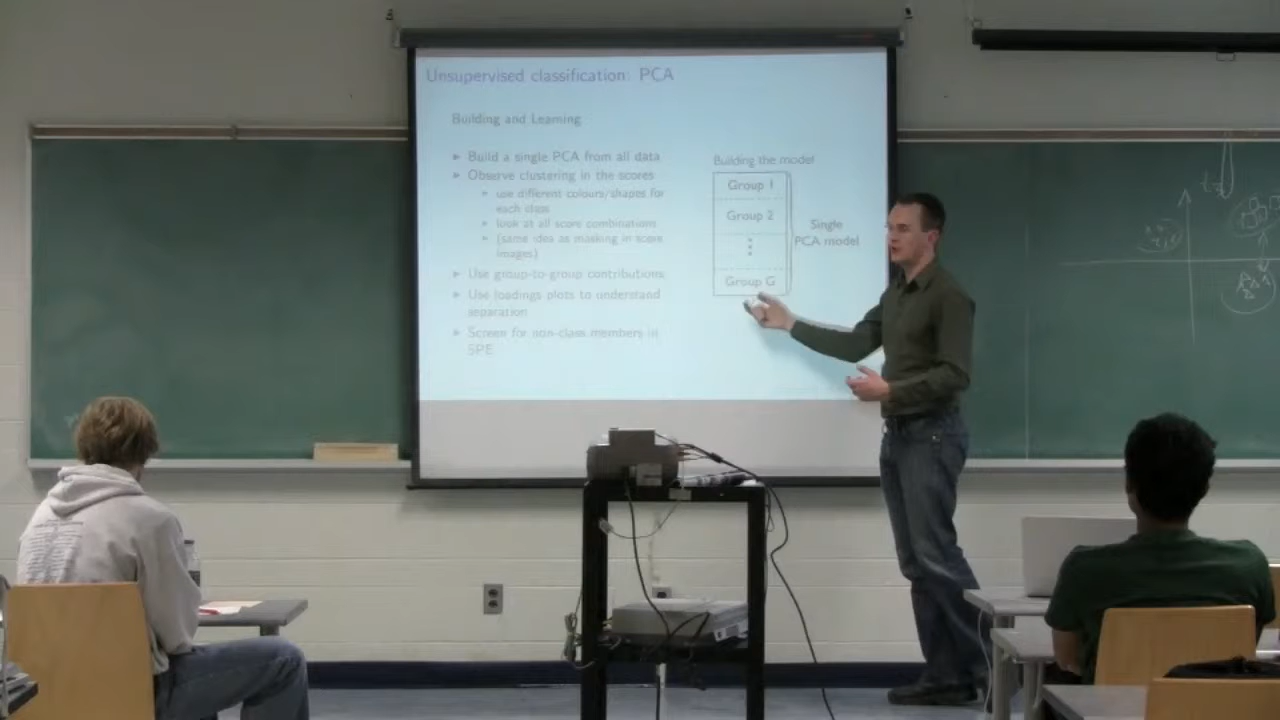 Unsupervised classification: PCA
Building and Learning
Build a single PCA from all data
Observe clustering in the scores
use different colours/shapes for
each class
look at all score combinations
(same idea as masking in score
images)
Use group-to-group contributions
Use loadings plots to understand
separation
Screen for non-class members in
SPE
Building the model
Group 1
Group 2
Group G
Single
PCA model